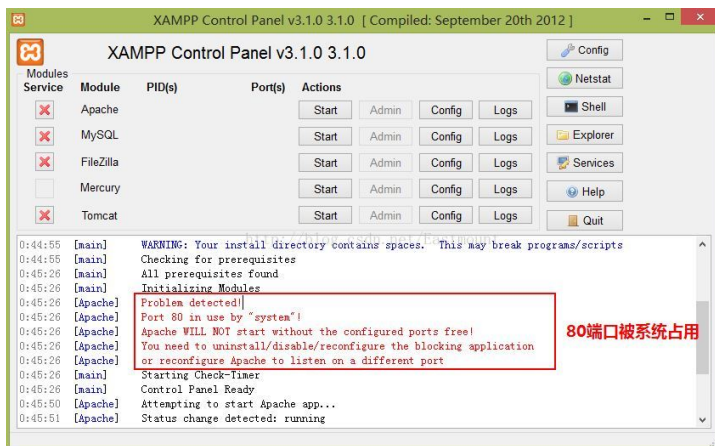 XAMPP Control Panel v3.1.0 3.1.0 [ Compiled: September 20th 2012 ]
XAMPP Control Panel v3.1.0 3.1.0
Config
Modules
Service Module PID(s) Port(s) Actions
Netstat
Apache Start Admin Config Logs
Shell
MySQL Start Admin Config Logs
Explorer
FileZilla Start Admin Config Logs
Services
Mercury Start Admin Config Logs
Help
Tomcat Start Admin Config Logs
Quit
http://blog.csdn.net/Eastmount
0:44:55 [main] WARNING: Your install directory contains spaces. This may break programs/scripts
0:44:55 [main] Checking for prerequisites
0:45:26 [main] All prerequisites found
0:45:26 [main] Initializing Modules
0:45:26 [Apache] Problem detected!
0:45:26 [Apache] Port 80 in use by "system"!
0:45:26 [Apache] Apache WILL NOT start without the configured ports free!
0:45:26 [Apache] You need to uninstall/disable/reconfigure the blocking application
0:45:26 [Apache] or reconfigure Apache to listen on a different port
80端口被系统占用
0:45:26 [main] Starting Check-Timer
0:45:26 [main] Control Panel Ready
0:45:50 [Apache] Attempting to start Apache app...
0:45:51 [Apache] Status change detected: running